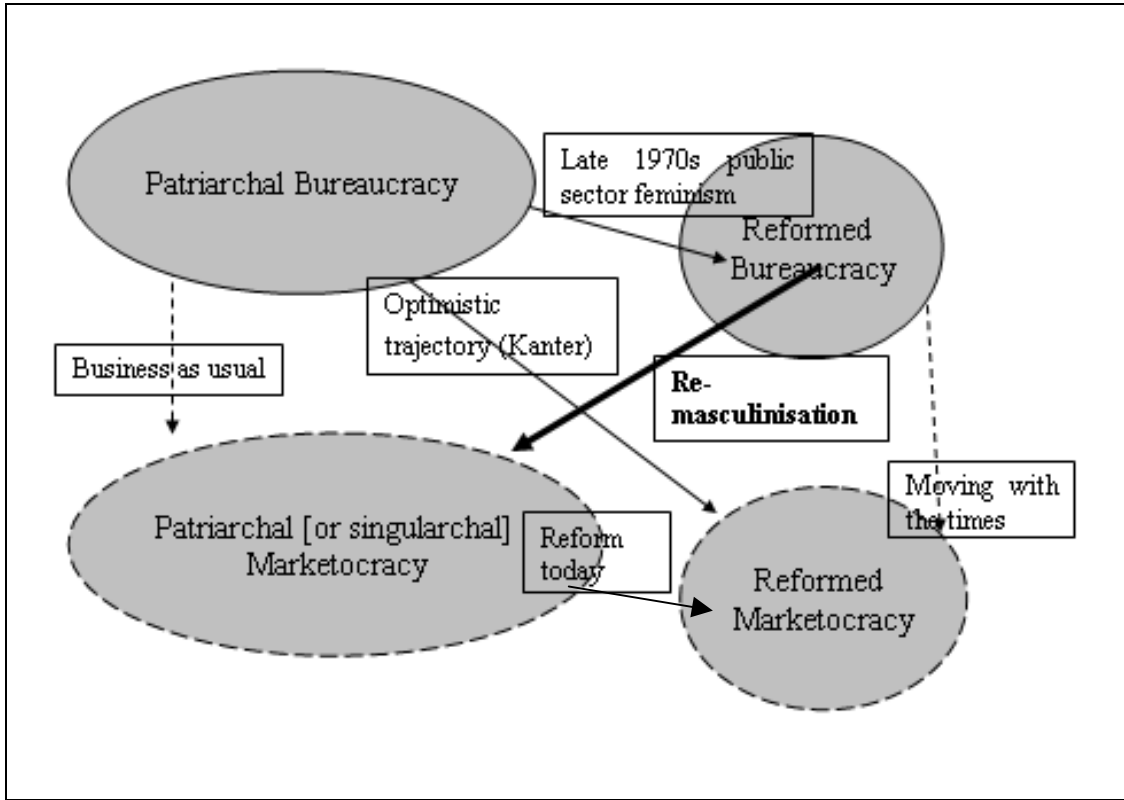 Patriarchal Bureaucracy
Late 1970s public
sector feminism
Reformed
Bureaucracy
Optimistic
trajectory (Kanter)
Business as usual
Re-
masculinisation
Patriarchal [or singularchal]
Marketocracy
Reform
today
Moving with
the times
Reformed
Marketocracy